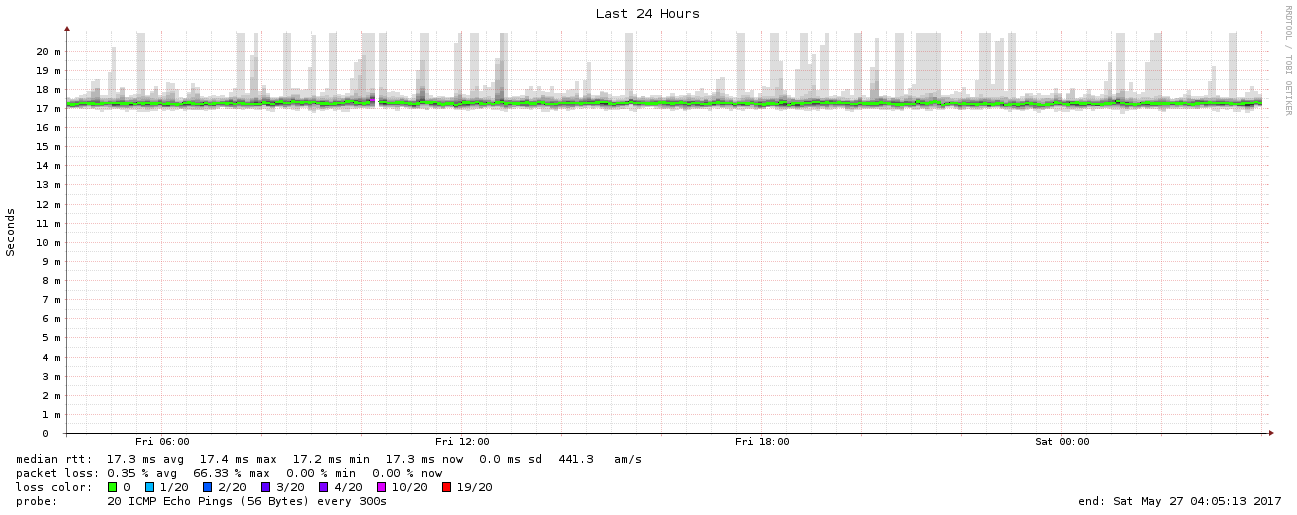 Last 24 Hours
RRDTOOL / TOBI OETIKER
Seconds
20 m
19 m
18 m
17 m
16 m
15 m
14 m
13 m
12 m
11 m
10 m
9 m
8 m
7 m
6 m
5 m
4 m
3 m
2 m
1 m
0
Fri 06:00 Fri 12:00 Fri 18:00 Sat 00:00
median rtt: 17.3 ms avg 17.4 ms max 17.2 ms min 17.3 ms now 0.0 ms sd 441.3 am/s
packet loss: 0.35 % avg 66.33 % max 0.00 % min 0.00 % now
loss color: 0 1/20 2/20 3/20 4/20 10/20 19/20
probe: 20 ICMP Echo Pings (56 Bytes) every 300s end: Sat May 27 04:05:13 2017